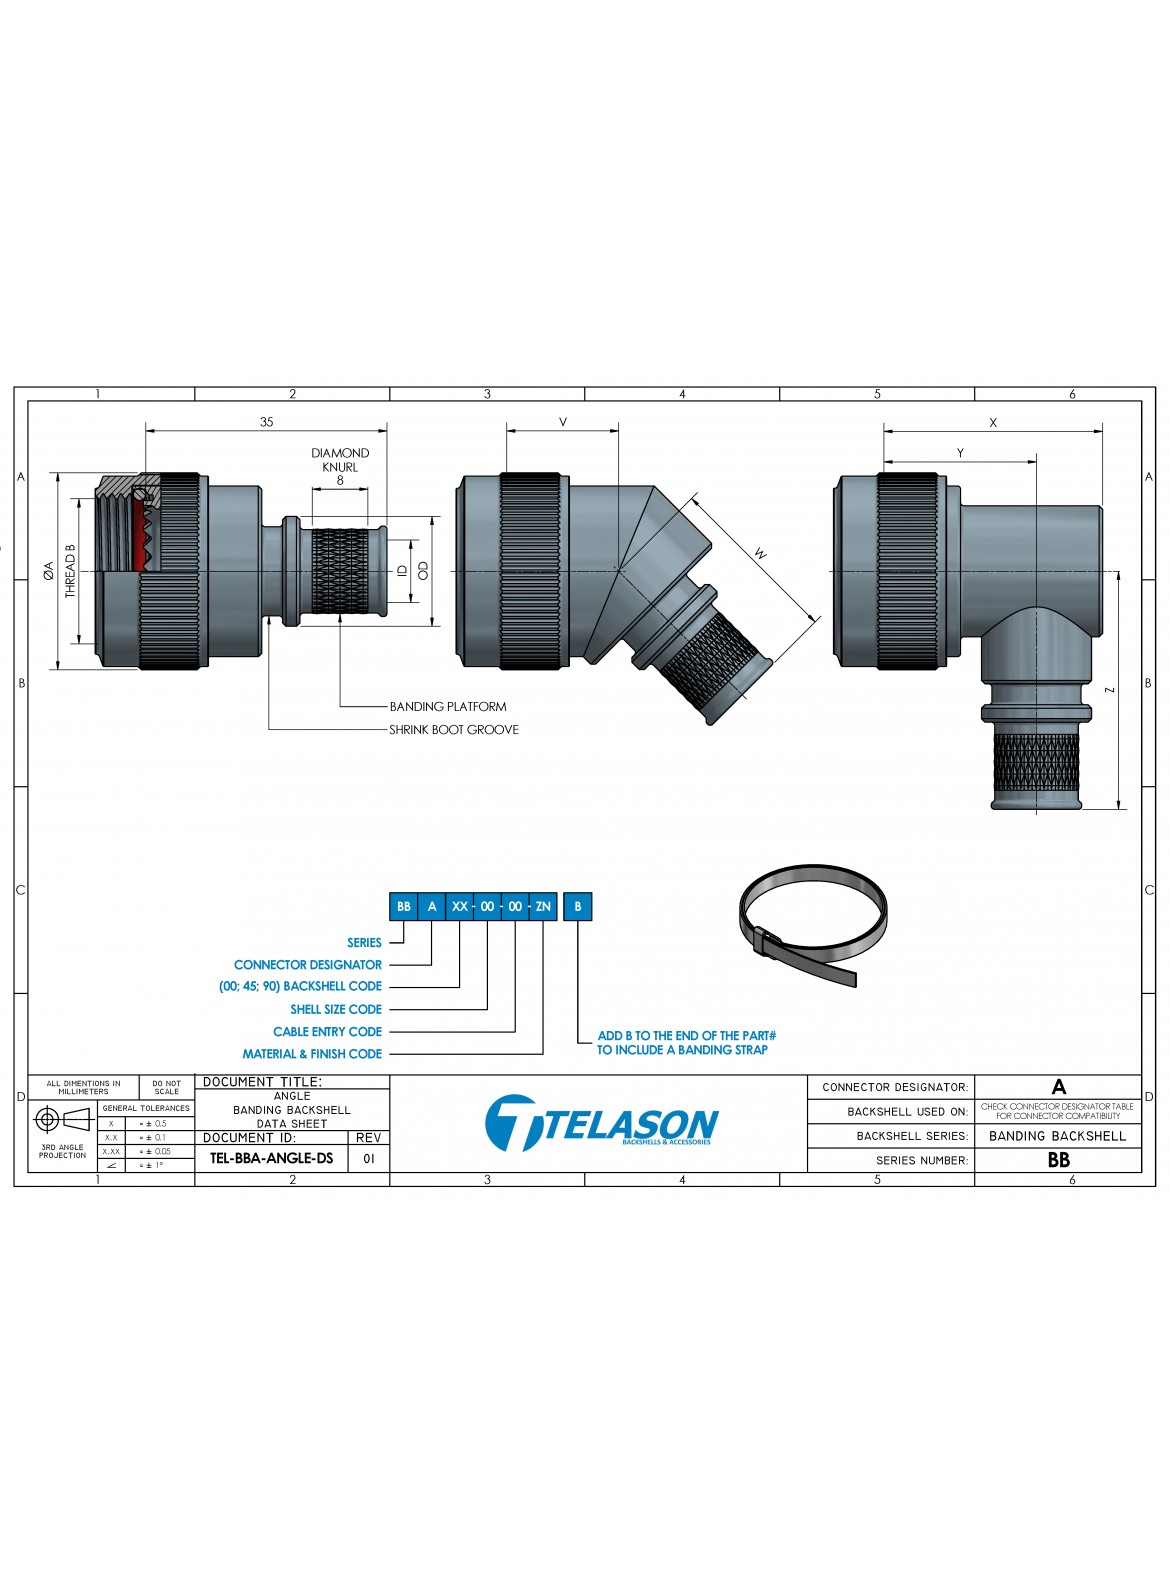 1 2 3 4 5 6
A
B
C
D
A
B
C
D
35
DIAMOND
KNURL
8
ØA
THREAD B
ID
OD
BANDING PLATFORM
SHRINK BOOT GROOVE
V
W
X
Y
Z
BB A XX - 00 - 00 - ZN B
SERIES
CONNECTOR DESIGNATOR
(00; 45; 90) BACKSHELL CODE
SHELL SIZE CODE
CABLE ENTRY CODE
MATERIAL & FINISH CODE
ADD B TO THE END OF THE PART#
TO INCLUDE A BANDING STRAP
ALL DIMENTIONS IN
MILLIMETERS
DO NOT
SCALE
3RD ANGLE
PROJECTION
GENERAL TOLERANCES
X = ± 0.5
X.X = ± 0.1
X.XX = ± 0.05
∠ = ± 1°
DOCUMENT TITLE:
ANGLE
BANDING BACKSHELL
DATA SHEET
DOCUMENT ID: REV
TEL-BBA-ANGLE-DS 01
TELASON
BACKSHELLS & ACCESSORIES
CONNECTOR DESIGNATOR: A
BACKSHELL USED ON: CHECK CONNECTOR DESIGNATOR TABLE
FOR CONNECTOR COMPATIBILITY
BACKSHELL SERIES: BANDING BACKSHELL
SERIES NUMBER: BB
1 2 3 4 5 6